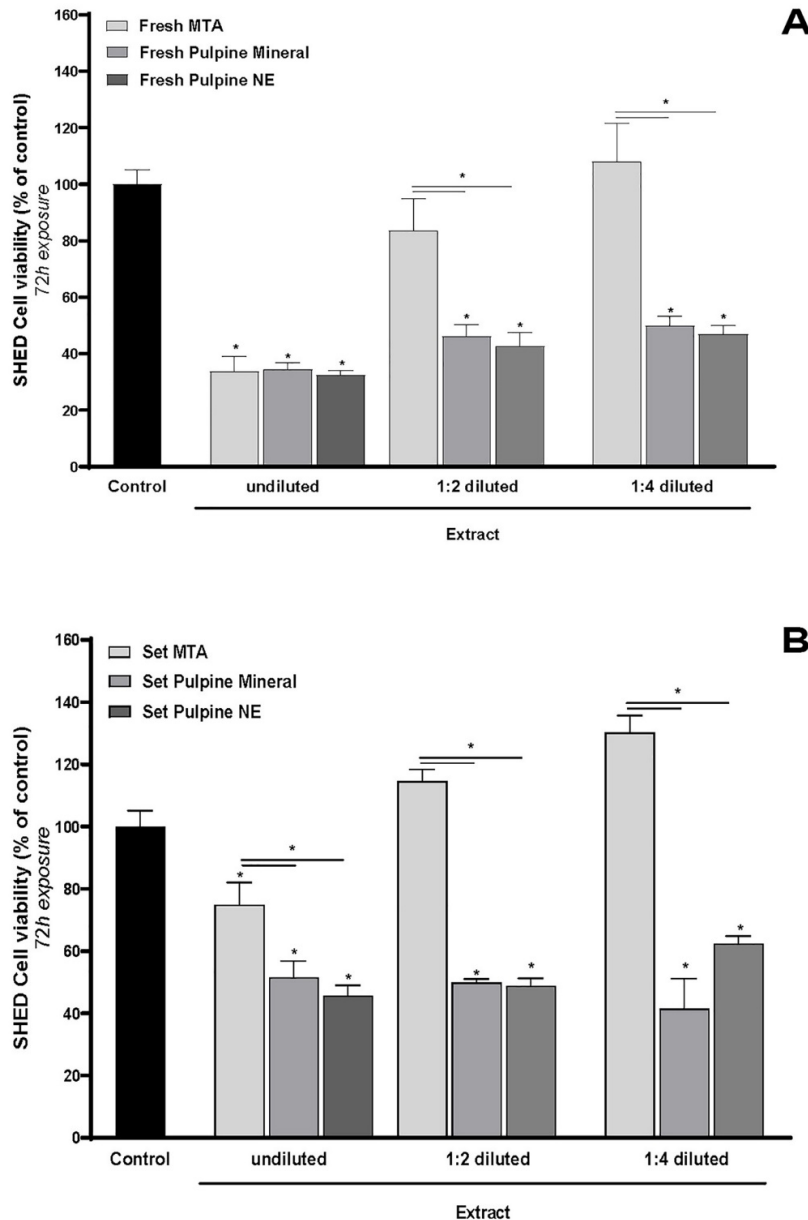 A
160
140
120
100
80
60
40
20
0
SHED Cell viability (% of control)
72h exposure
Fresh MTA
Fresh Pulpine Mineral
Fresh Pulpine NE
*
*
*
*
*
*
*
*
*
Control
undiluted
1:2 diluted
1:4 diluted
Extract
B
160
140
120
100
80
60
40
20
0
SHED Cell viability (% of control)
72h exposure
Set MTA
Set Pulpine Mineral
Set Pulpine NE
*
*
*
*
*
*
*
*
*
*
Control
undiluted
1:2 diluted
1:4 diluted
Extract